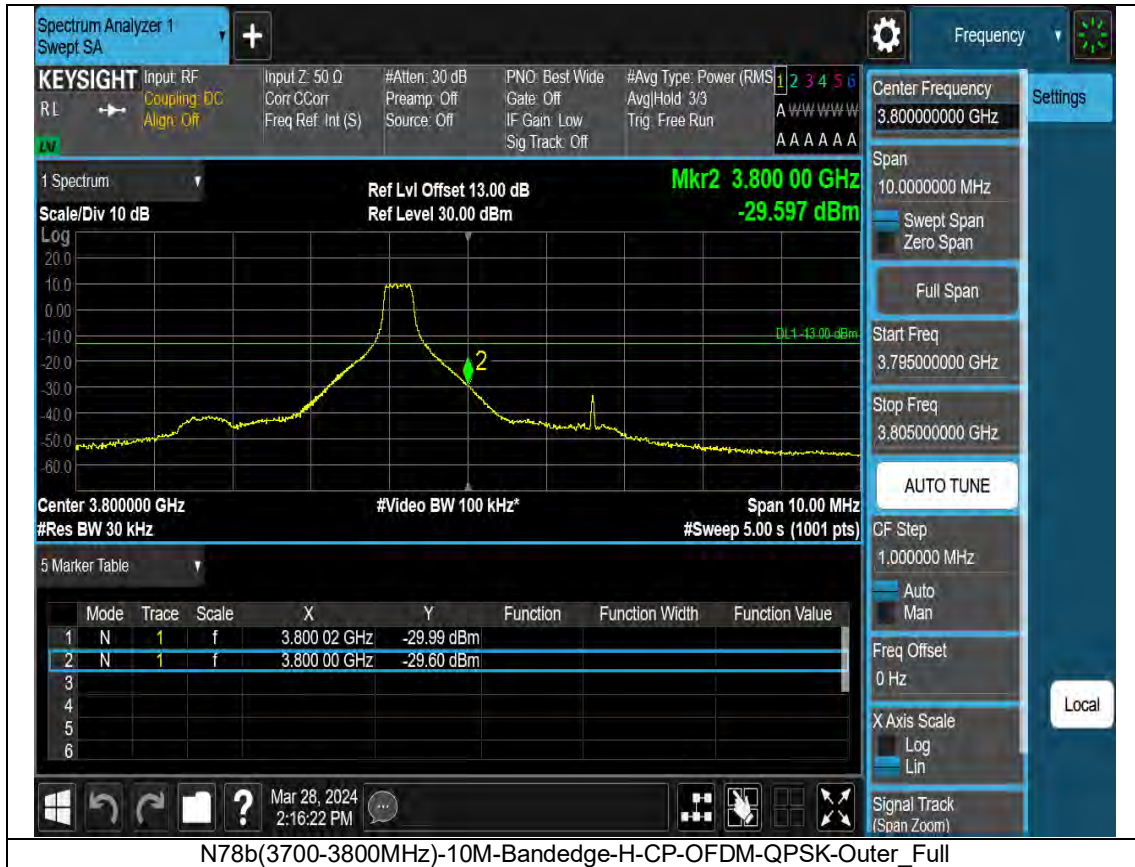 Spectrum Analyzer 1
Swept SA
+
Frequency
KEYSIGHT
RL
Input: RF
Coupling: DC
Align: Off
Input Z: 50 Ω
Corr CCorr
Freq Ref: Int (S)
#Atten: 30 dB
Preamp: Off
Source: Off
PNO: Best Wide
Gate: Off
IF Gain: Low
Sig Track: Off
#Avg Type: Power (RMS
Avg|Hold: 3/3
Trig: Free Run
1 2 3 4 5 6
A W W W W W
A A A A A A
1 Spectrum
Scale/Div 10 dB
Ref Lvl Offset 13.00 dB
Ref Level 30.00 dBm
Mkr2 3.800 00 GHz
-29.597 dBm
Log
20.0
10.0
0.00
-10.0
-20.0
-30.0
-40.0
-50.0
-60.0
DL1 -13.00 dBm
2
Center 3.800000 GHz
#Video BW 100 kHz*
Span 10.00 MHz
#Res BW 30 kHz
#Sweep 5.00 s (1001 pts)
5 Marker Table
Mode Trace Scale X Y Function Function Width Function Value
1 N 1 f 3.800 02 GHz -29.99 dBm
2 N 1 f 3.800 00 GHz -29.60 dBm
3
4
5
6
?
Mar 28, 2024
2:16:22 PM
Center Frequency
3.800000000 GHz
Settings
Span
10.0000000 MHz
Swept Span
Zero Span
Full Span
Start Freq
3.795000000 GHz
Stop Freq
3.805000000 GHz
AUTO TUNE
CF Step
1.000000 MHz
Auto
Man
Freq Offset
0 Hz
X Axis Scale
Log
Lin
Local
Signal Track
(Span Zoom)
N78b(3700-3800MHz)-10M-Bandedge-H-CP-OFDM-QPSK-Outer_Full